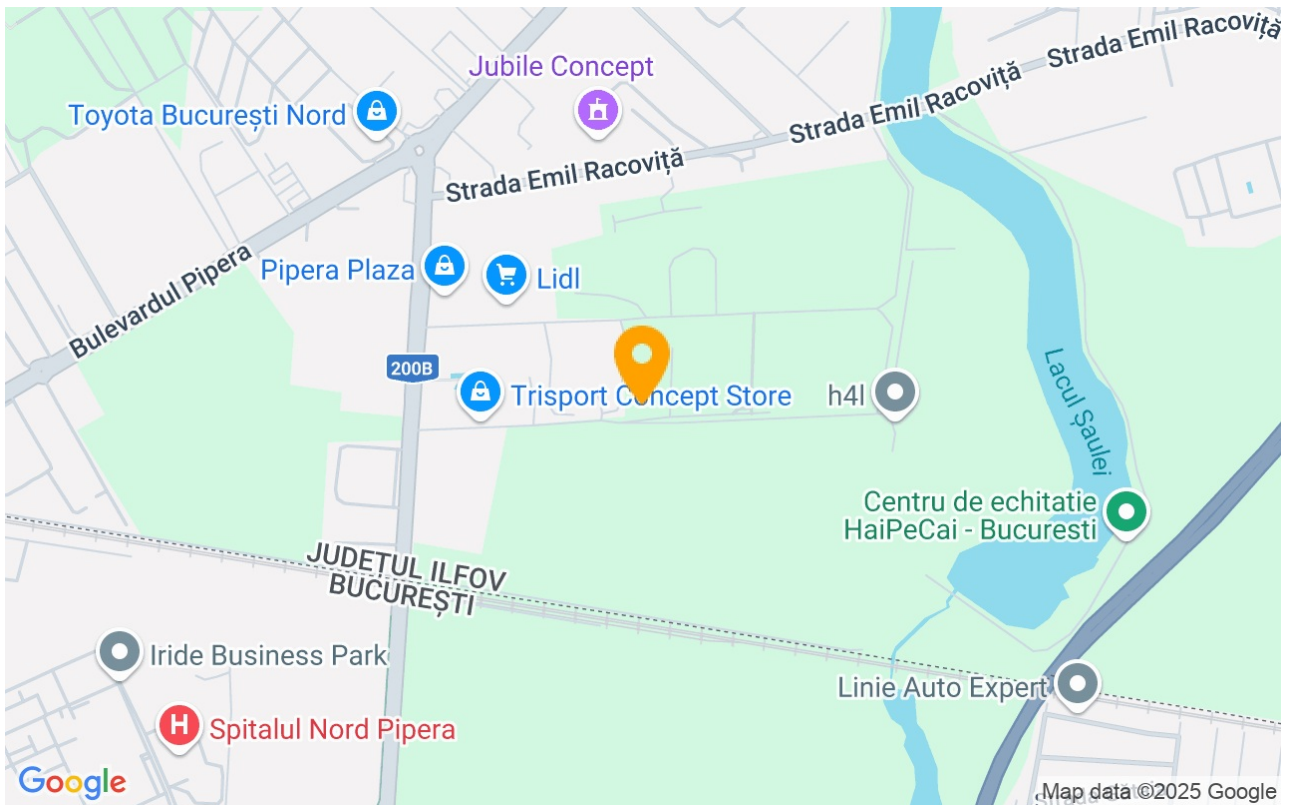 Strada Emil Racoviță
Jubile Concept
Strada Emil Racoviță
Toyota București Nord
Strada Emil Racoviță
Bulevardul Pipera
Pipera Plaza
Lidl
200B
Trisport Concept Store
h4l
Lacul Șaulei
Centru de echitatie
HaiPeCai - Bucuresti
JUDEȚUL ILFOV
BUCUREȘTI
Iride Business Park
Linie Auto Expert
H
Spitalul Nord Pipera
Google
Map data ©2025 Google